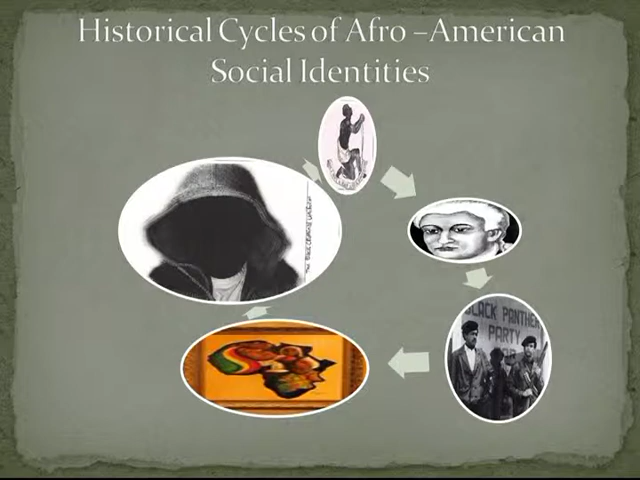 Historical Cycles of Afro –American
Social Identities
BLACK PANTHER
PARTY